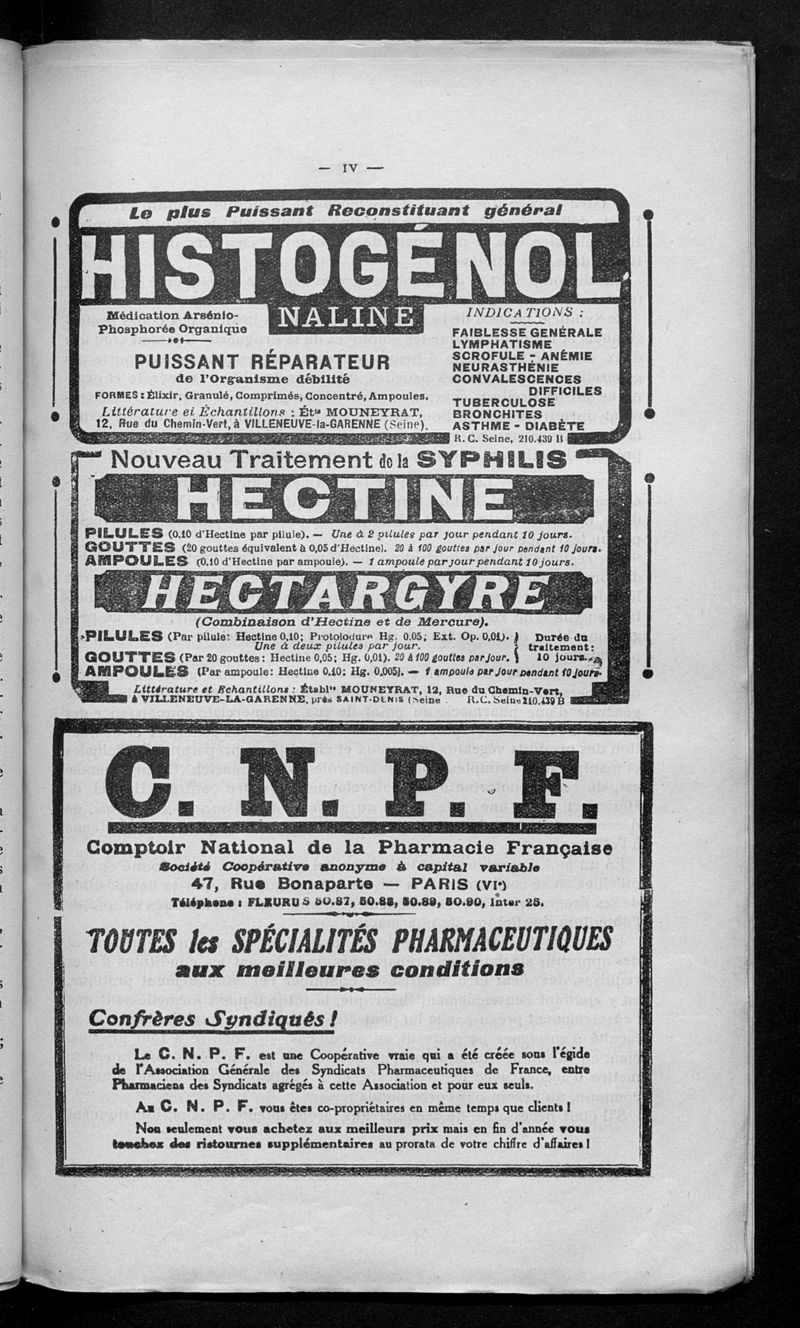 — IV —
Le plus Puissant Reconstituant général
HISTOGÉNOL
NALINE
Médication Arsénio-
Phosphorée Organique
PUISSANT RÉPARATEUR
de l'Organisme débilité
FORMES: Élixir, Granulé, Comprimés, Concentré, Ampoules.
Littérature et Échantillons : Éts MOUNEYRAT,
12, Rue du Chemin-Vert, à VILLENEUVE-la-GARENNE (Seine).
INDICATIONS :
FAIBLESSE GÉNÉRALE
LYMPHATISME
SCROFULE - ANÉMIE
NEURASTHÉNIE
CONVALESCENCES
DIFFICILES
TUBERCULOSE
BRONCHITES
ASTHME - DIABÈTE
R. C. Seine, 210.439 B
Nouveau Traitement de la SYPHILIS
HECTINE
PILULES (0,10 d'Hectine par pilule). — Une à 2 pilules par jour pendant 10 jours.
GOUTTES (20 gouttes équivalent à 0,05 d'Hectine). 20 à 100 gouttes par jour pendant 10 jours.
AMPOULES (0,10 d'Hectine par ampoule). — 1 ampoule par jour pendant 10 jours.
HECTARGYRE
(Combinaison d'Hectine et de Mercure).
PILULES (Par pilule: Hectine 0,10; Protoiodure Hg. 0,05; Ext. Op. 0,01).
Une à deux pilules par jour.
GOUTTES (Par 20 gouttes: Hectine 0,05; Hg. 0,01). 20 à 100 gouttes par jour.
Durée du
traitement:
10 jours.
AMPOULES (Par ampoule: Hectine 0,10; Hg. 0,005). — 1 ampoule par jour pendant 10 jours.
Littérature et Echantillons : Établts MOUNEYRAT, 12, Rue du Chemin-Vert,
à VILLENEUVE-LA-GARENNE, près SAINT-DENIS (Seine . R. C. Seine 210.439 B
C. N. P. F.
Comptoir National de la Pharmacie Française
Société Coopérative anonyme à capital variable
47, Rue Bonaparte — PARIS (VIe)
Téléphone : FLEURUS 50.87, 50.88, 50.89, 50.90, Inter 25.
TOUTES les SPÉCIALITÉS PHARMACEUTIQUES
aux meilleures conditions
Confrères Syndiqués !
Le C. N. P. F. est une Coopérative vraie qui a été créée sous l'égide
de l'Association Générale des Syndicats Pharmaceutiques de France, entre
Pharmaciens des Syndicats agrégés à cette Association et pour eux seuls.
Au C. N. P. F. vous êtes co-propriétaires en même temps que clients !
Non seulement vous achetez aux meilleurs prix mais en fin d'année vous
touchez des ristournes supplémentaires au prorata de votre chiffre d'affaires !